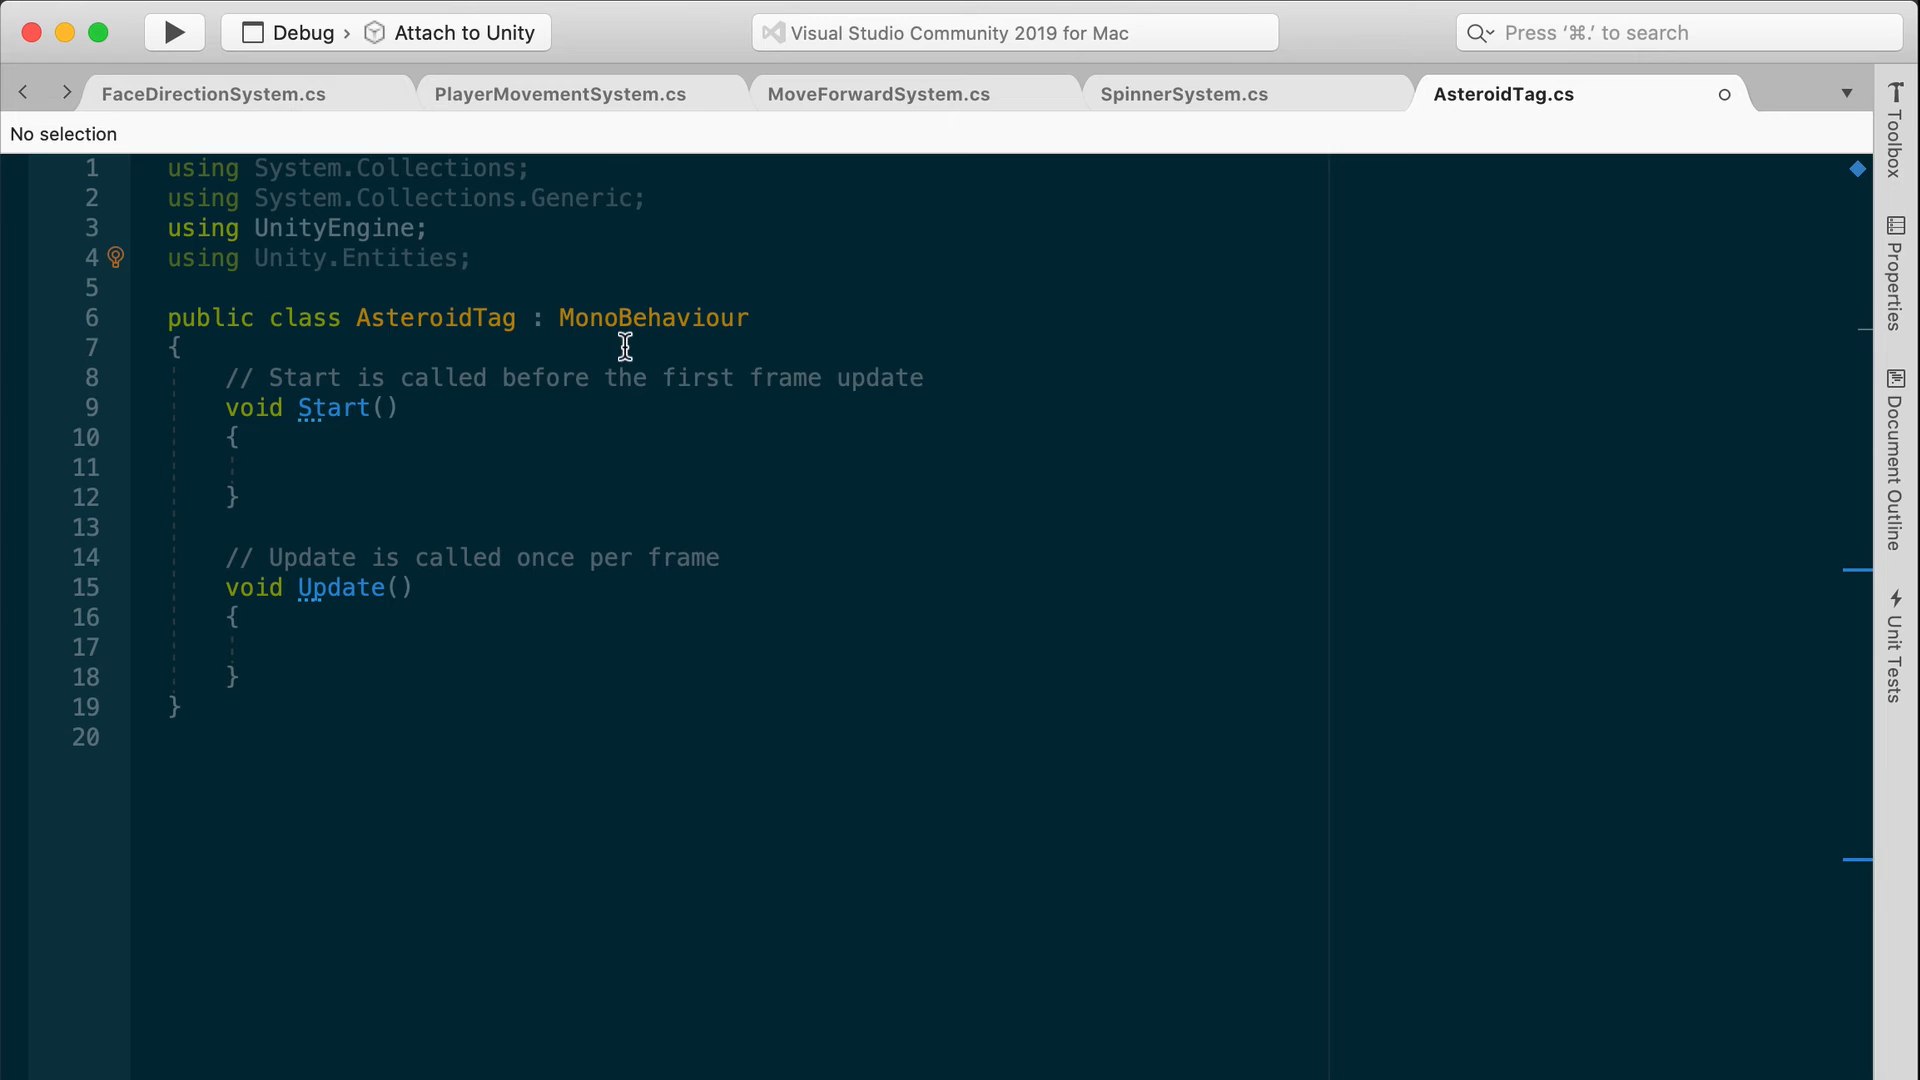 Debug › Attach to Unity
Visual Studio Community 2019 for Mac
Press ‘⌘.’ to search
FaceDirectionSystem.cs
PlayerMovementSystem.cs
MoveForwardSystem.cs
SpinnerSystem.cs
AsteroidTag.cs
No selection
1 using System.Collections;
2 using System.Collections.Generic;
3 using UnityEngine;
4 using Unity.Entities;
5
6 public class AsteroidTag : MonoBehaviour
7 {
8 // Start is called before the first frame update
9 void Start()
10 {
11
12 }
13
14 // Update is called once per frame
15 void Update()
16 {
17
18 }
19 }
20
Toolbox
Properties
Document Outline
Unit Tests